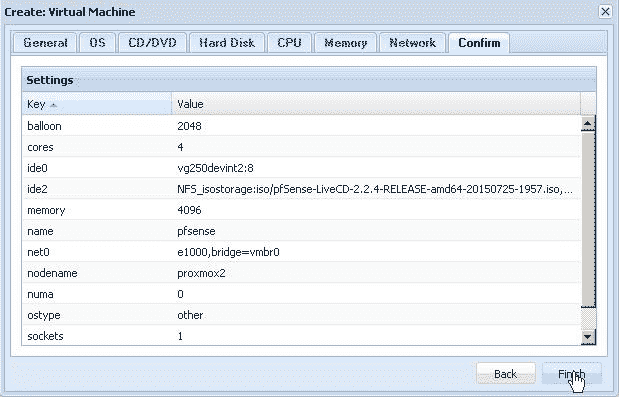 Create: Virtual Machine
General OS CD/DVD Hard Disk CPU Memory Network Confirm
Settings
Key Value
balloon 2048
cores 4
ide0 vg250devint2:8
ide2 NFS_isostorage:iso/pfSense-LiveCD-2.2.4-RELEASE-amd64-20150725-1957.iso,...
memory 4096
name pfsense
net0 e1000,bridge=vmbr0
nodename proxmox2
numa 0
ostype other
sockets 1
Back Finish